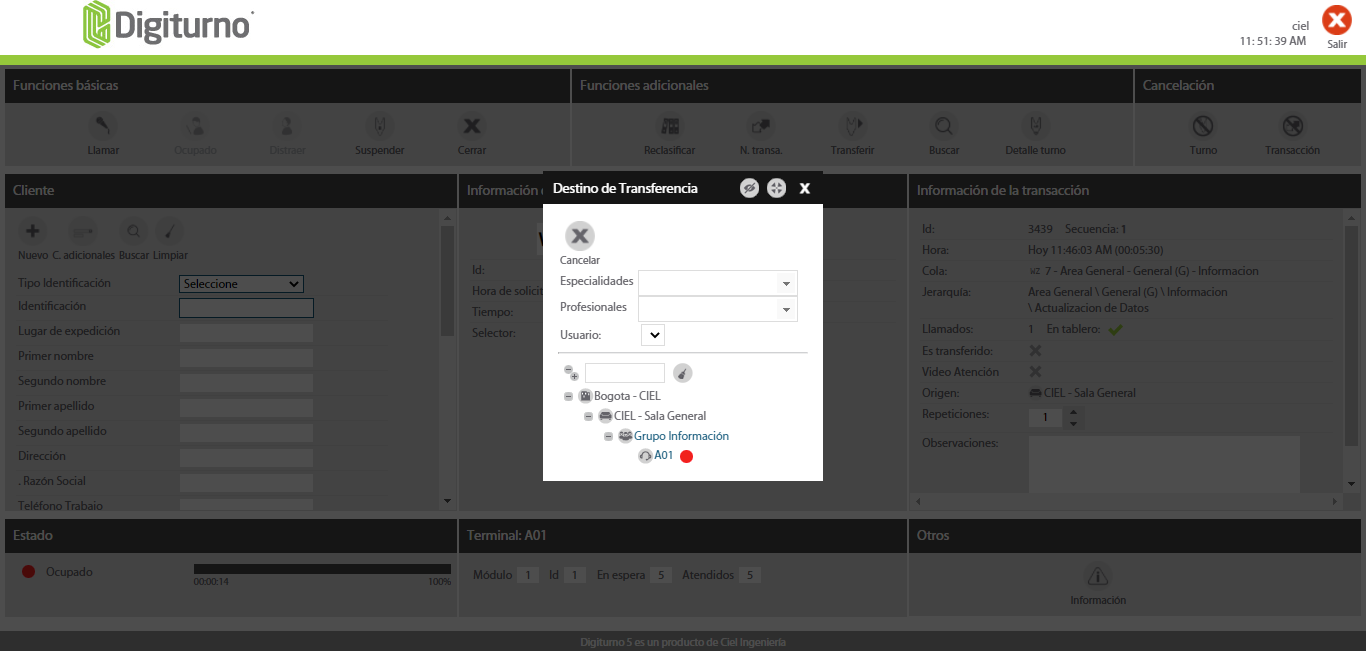 Digiturno
ciel
11: 51: 39 AM
Salir
Funciones básicas
Funciones adicionales
Cancelación
Llamar
Ocupado
Distraer
Suspender
Cerrar
Reclasificar
N. transa.
Transferir
Buscar
Detalle turno
Turno
Transacción
Cliente
Nuevo C. adicionales Buscar Limpiar
Tipo Identificación Seleccione
Identificación
Lugar de expedición
Primer nombre
Segundo nombre
Primer apellido
Segundo apellido
Dirección
. Razón Social
Teléfono Trabajo
Información
Id:
Hora de solicit
Tiempo:
Selector:
Destino de Transferencia
Cancelar
Especialidades
Profesionales
Usuario:
Bogota - CIEL
CIEL - Sala General
Grupo Información
A01
Información de la transacción
Id: 3439 Secuencia: 1
Hora: Hoy 11:46:03 AM (00:05:30)
Cola: WZ 7 - Area General - General (G) - Informacion
Jerarquía: Area General \ General (G) \ Informacion
\ Actualizacion de Datos
Llamados: 1 En tablero:
Es transferido:
Video Atención
Origen: CIEL - Sala General
Repeticiones: 1
Observaciones:
Estado
Ocupado
00:00:14 100%
Terminal: A01
Módulo 1 Id 1 En espera 5 Atendidos 5
Otros
Información
Digiturno 5 es un producto de Ciel Ingeniería